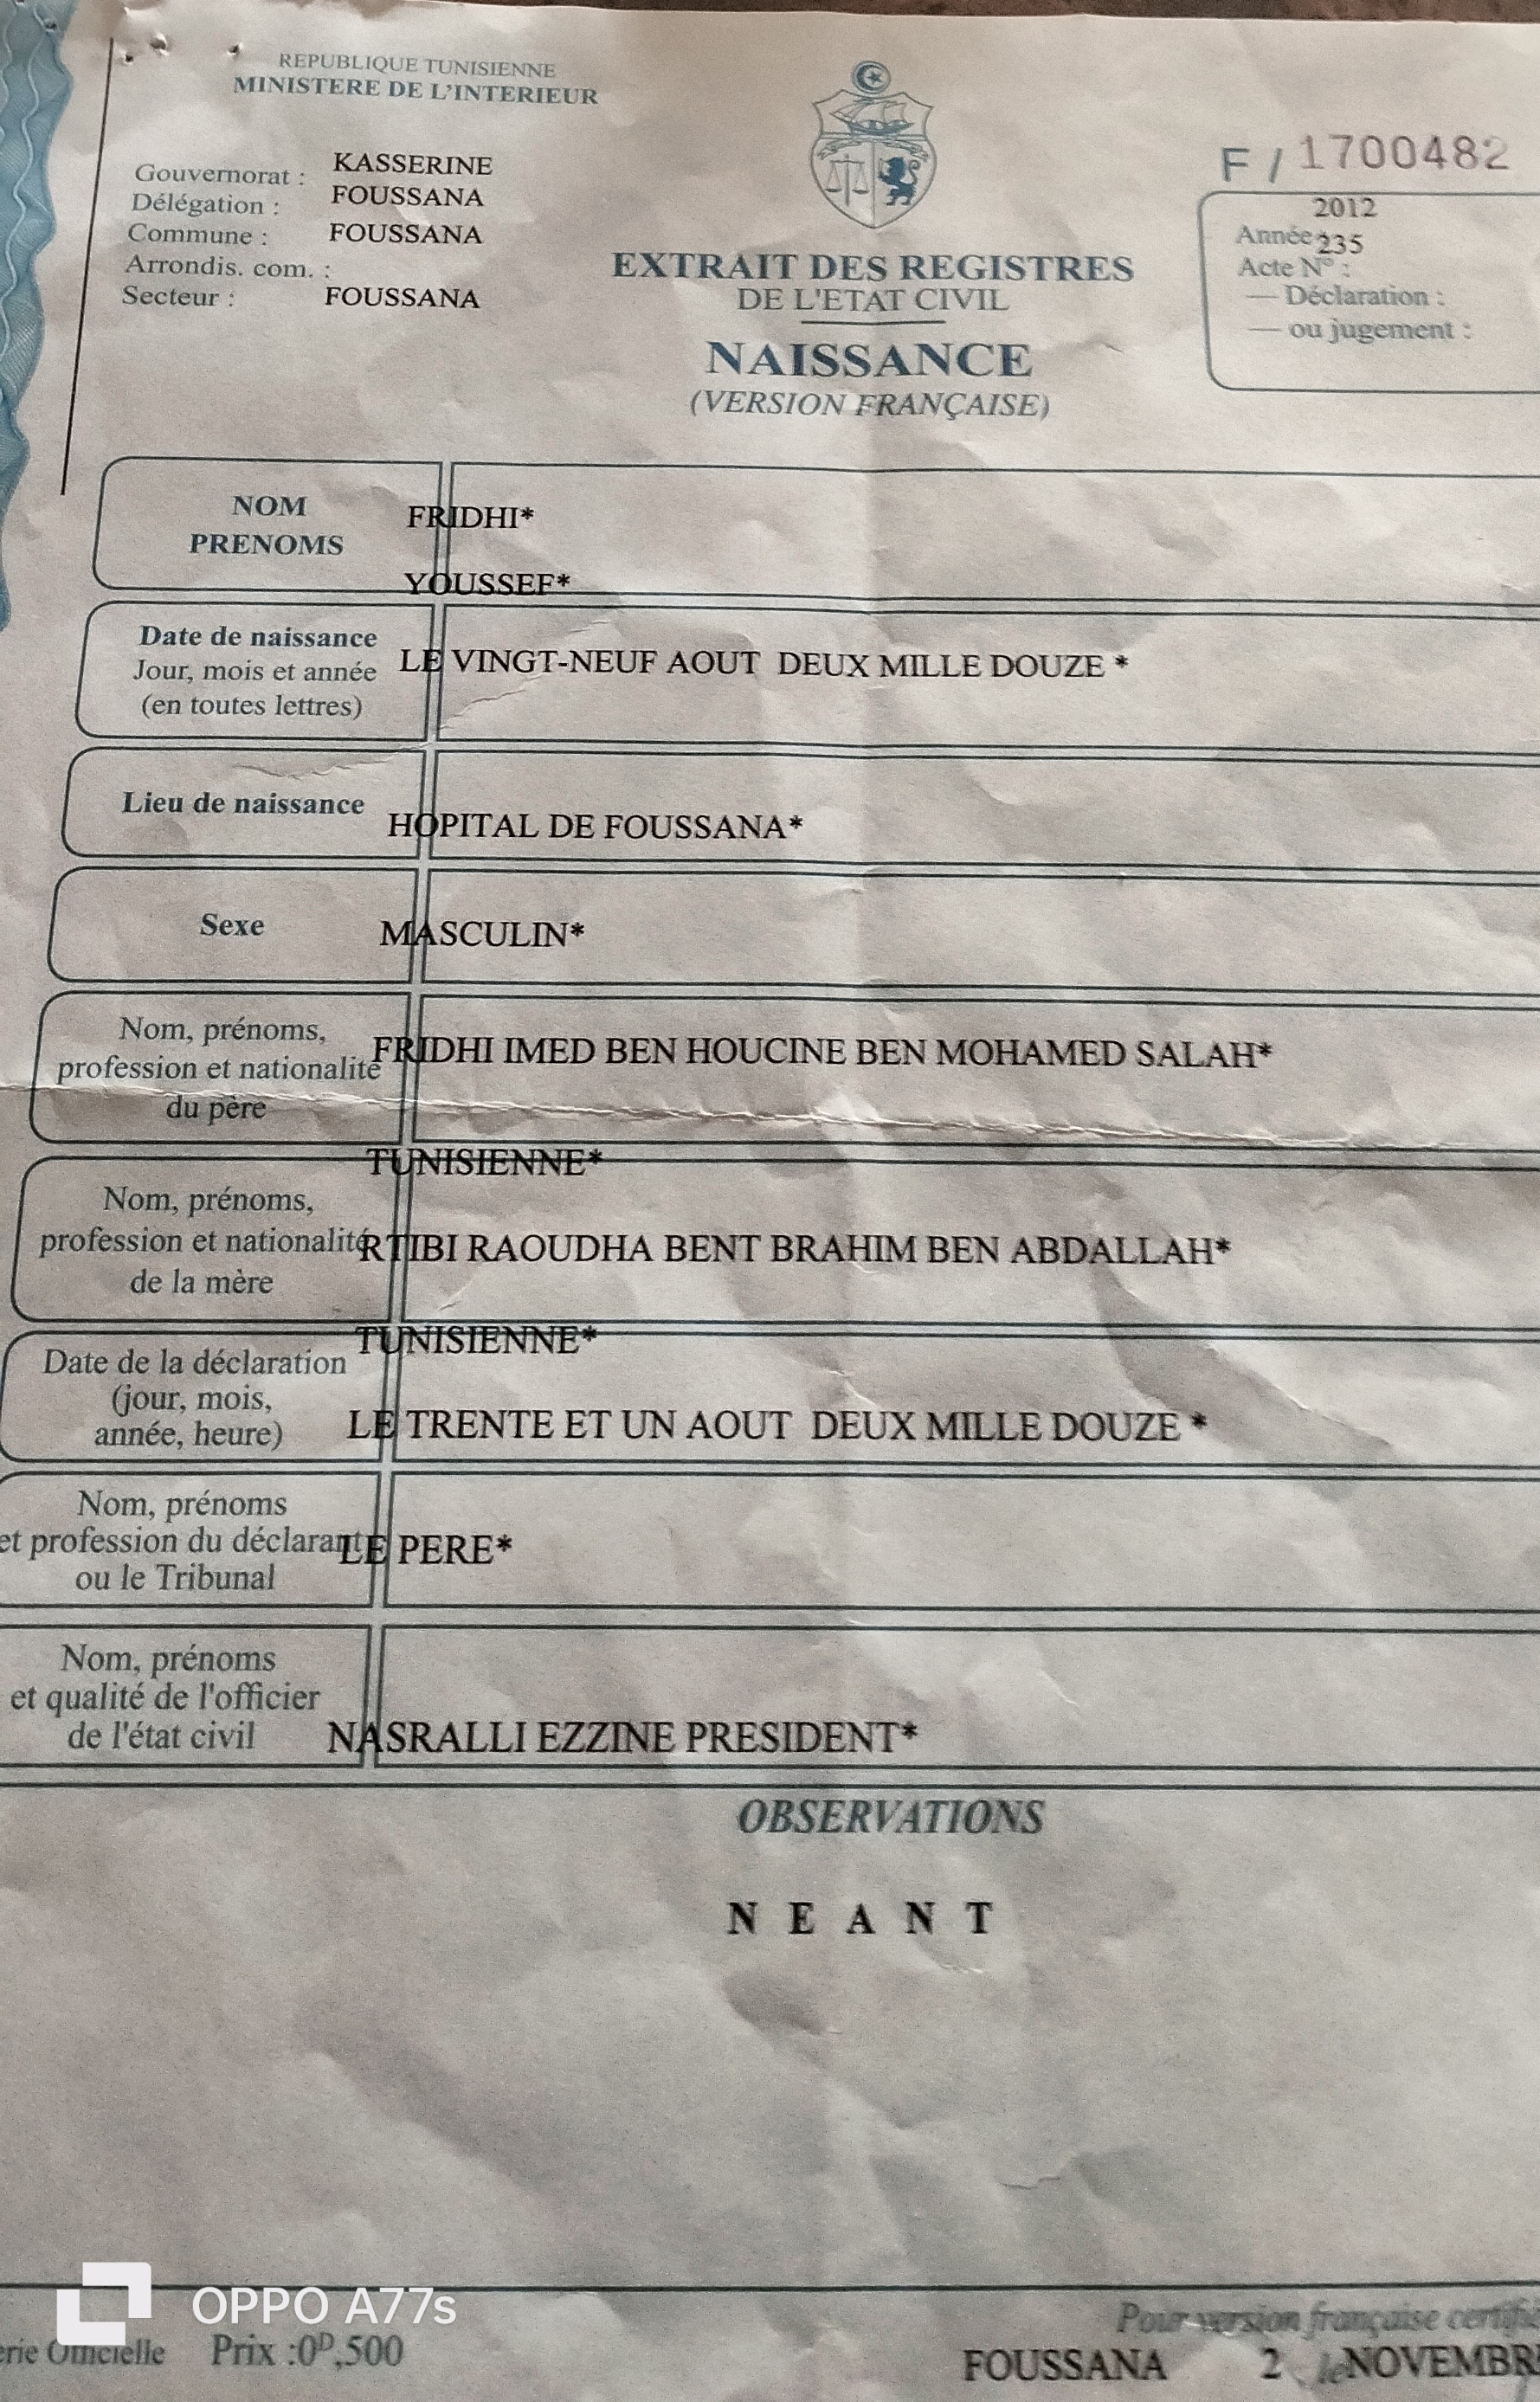 REPUBLIQUE TUNISIENNE
MINISTERE DE L'INTERIEUR
Gouvernorat : KASSERINE
Délégation : FOUSSANA
Commune : FOUSSANA
Arrondis. com. :
Secteur : FOUSSANA
F / 1700482
2012
Année :
235
Acte N° :
— Déclaration :
— ou jugement :
EXTRAIT DES REGISTRES
DE L'ETAT CIVIL
NAISSANCE
(VERSION FRANÇAISE)
NOM
PRENOMS
FRIDHI*
YOUSSEF*
Date de naissance
Jour, mois et année
(en toutes lettres)
LE VINGT-NEUF AOUT DEUX MILLE DOUZE *
Lieu de naissance
HOPITAL DE FOUSSANA*
Sexe
MASCULIN*
Nom, prénoms,
profession et nationalité
du père
FRIDHI IMED BEN HOUCINE BEN MOHAMED SALAH*
TUNISIENNE*
Nom, prénoms,
profession et nationalité
de la mère
RTIBI RAOUDHA BENT BRAHIM BEN ABDALLAH*
TUNISIENNE*
Date de la déclaration
(jour, mois,
année, heure)
LE TRENTE ET UN AOUT DEUX MILLE DOUZE *
Nom, prénoms
et profession du déclarant
ou le Tribunal
LE PERE*
Nom, prénoms
et qualité de l'officier
de l'état civil
NASRALLI EZZINE PRESIDENT*
OBSERVATIONS
N E A N T
OPPO A77s
Pour version française
Officielle Prix :0ᴰ,500
FOUSSANA 2 le NOVEMBR